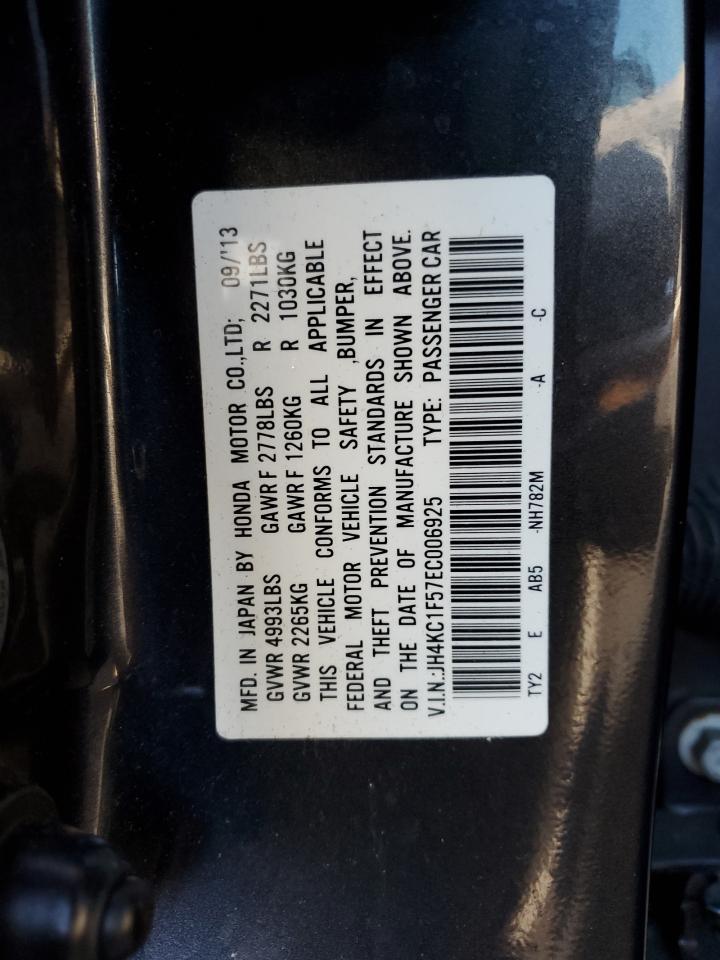 MFD. IN JAPAN BY HONDA MOTOR CO.,LTD; 09/'13
GVWR 4993LBS GAWR F 2778LBS R 2271LBS
GVWR 2265KG GAWR F 1260KG R 1030KG
THIS VEHICLE CONFORMS TO ALL APPLICABLE
FEDERAL MOTOR VEHICLE SAFETY ,BUMPER,
AND THEFT PREVENTION STANDARDS IN EFFECT
ON THE DATE OF MANUFACTURE SHOWN ABOVE.
V.I.N.:JH4KC1F57EC006925 TYPE: PASSENGER CAR
TY2 E AB5 -NH782M -A -C